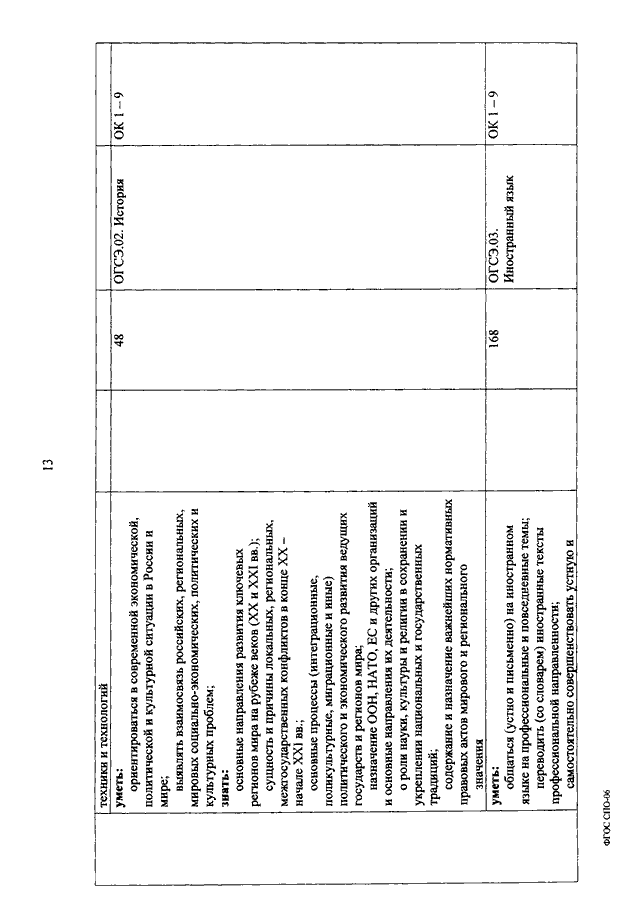 13
техники и технологий
уметь:
ориентироваться в современной экономической,
политической и культурной ситуации в России и
мире;
выявлять взаимосвязь российских, региональных,
мировых социально-экономических, политических и
культурных проблем;
знать:
основные направления развития ключевых
регионов мира на рубеже веков (XX и XXI вв.);
сущность и причины локальных, региональных,
межгосударственных конфликтов в конце XX –
начале XXI вв.;
основные процессы (интеграционные,
поликультурные, миграционные и иные)
политического и экономического развития ведущих
государств и регионов мира;
назначение ООН, НАТО, ЕС и других организаций
и основные направления их деятельности;
о роли науки, культуры и религии в сохранении и
укреплении национальных и государственных
традиций;
содержание и назначение важнейших нормативных
правовых актов мирового и регионального
значения
48
ОГСЭ.02. История
ОК 1 – 9
уметь:
общаться (устно и письменно) на иностранном
языке на профессиональные и повседневные темы;
переводить (со словарем) иностранные тексты
профессиональной направленности;
самостоятельно совершенствовать устную и
168
ОГСЭ.03.
Иностранный язык
ОК 1 – 9
ФГОС СПО-06